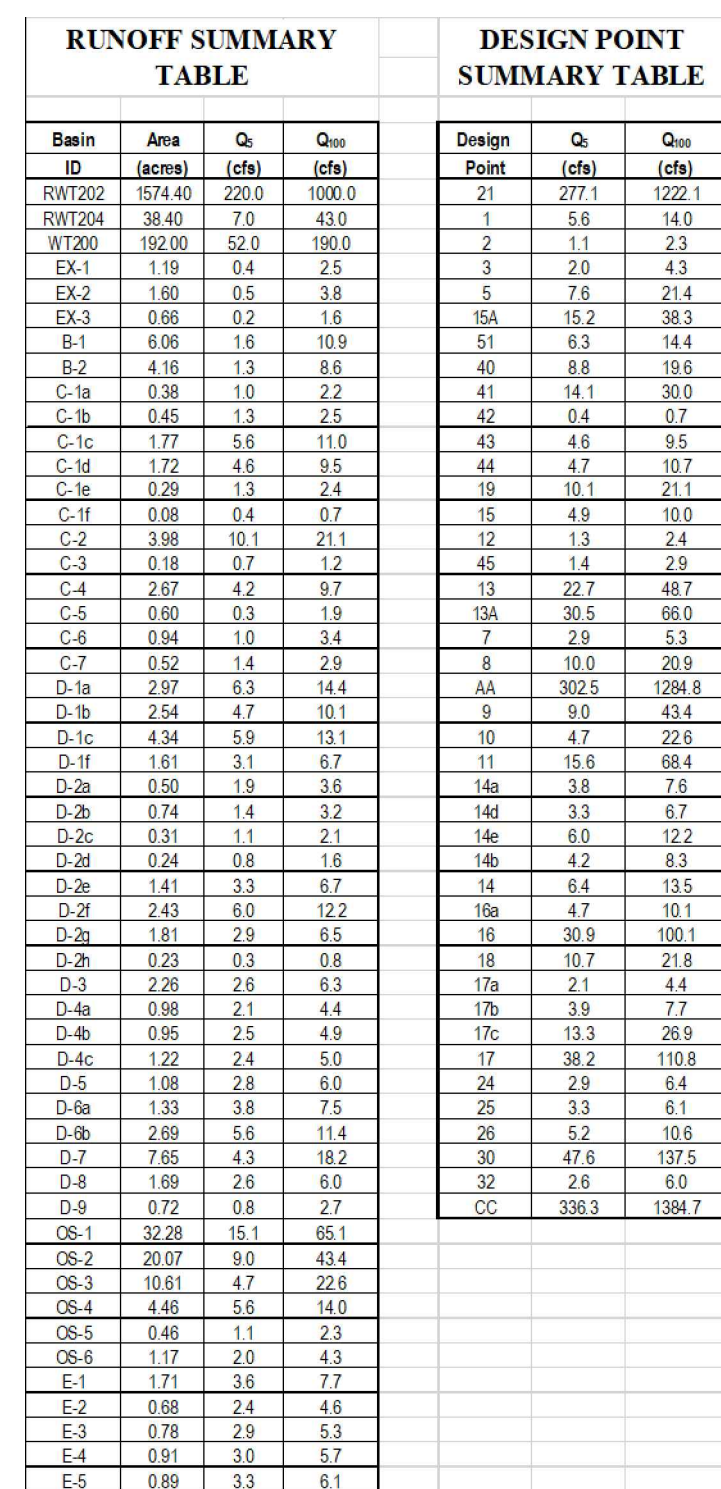 RUNOFF SUMMARY TABLE
Basin ID Area (acres) Q5 (cfs) Q100 (cfs)
RWT202 1574.40 220.0 1000.0
RWT204 38.40 7.0 43.0
WT200 192.00 52.0 190.0
EX-1 1.19 0.4 2.5
EX-2 1.60 0.5 3.8
EX-3 0.66 0.2 1.6
B-1 6.06 1.6 10.9
B-2 4.16 1.3 8.6
C-1a 0.38 1.0 2.2
C-1b 0.45 1.3 2.5
C-1c 1.77 5.6 11.0
C-1d 1.72 4.6 9.5
C-1e 0.29 1.3 2.4
C-1f 0.08 0.4 0.7
C-2 3.98 10.1 21.1
C-3 0.18 0.7 1.2
C-4 2.67 4.2 9.7
C-5 0.60 0.3 1.9
C-6 0.94 1.0 3.4
C-7 0.52 1.4 2.9
D-1a 2.97 6.3 14.4
D-1b 2.54 4.7 10.1
D-1c 4.34 5.9 13.1
D-1f 1.61 3.1 6.7
D-2a 0.50 1.9 3.6
D-2b 0.74 1.4 3.2
D-2c 0.31 1.1 2.1
D-2d 0.24 0.8 1.6
D-2e 1.41 3.3 6.7
D-2f 2.43 6.0 12.2
D-2g 1.81 2.9 6.5
D-2h 0.23 0.3 0.8
D-3 2.26 2.6 6.3
D-4a 0.98 2.1 4.4
D-4b 0.95 2.5 4.9
D-4c 1.22 2.4 5.0
D-5 1.08 2.8 6.0
D-6a 1.33 3.8 7.5
D-6b 2.69 5.6 11.4
D-7 7.65 4.3 18.2
D-8 1.69 2.6 6.0
D-9 0.72 0.8 2.7
OS-1 32.28 15.1 65.1
OS-2 20.07 9.0 43.4
OS-3 10.61 4.7 22.6
OS-4 4.46 5.6 14.0
OS-5 0.46 1.1 2.3
OS-6 1.17 2.0 4.3
E-1 1.71 3.6 7.7
E-2 0.68 2.4 4.6
E-3 0.78 2.9 5.3
E-4 0.91 3.0 5.7
E-5 0.89 3.3 6.1
DESIGN POINT SUMMARY TABLE
Design Point Q5 (cfs) Q100 (cfs)
21 277.1 1222.1
1 5.6 14.0
2 1.1 2.3
3 2.0 4.3
5 7.6 21.4
15A 15.2 38.3
51 6.3 14.4
40 8.8 19.6
41 14.1 30.0
42 0.4 0.7
43 4.6 9.5
44 4.7 10.7
19 10.1 21.1
15 4.9 10.0
12 1.3 2.4
45 1.4 2.9
13 22.7 48.7
13A 30.5 66.0
7 2.9 5.3
8 10.0 20.9
AA 302.5 1284.8
9 9.0 43.4
10 4.7 22.6
11 15.6 68.4
14a 3.8 7.6
14d 3.3 6.7
14e 6.0 12.2
14b 4.2 8.3
14 6.4 13.5
16a 4.7 10.1
16 30.9 100.1
18 10.7 21.8
17a 2.1 4.4
17b 3.9 7.7
17c 13.3 26.9
17 38.2 110.8
24 2.9 6.4
25 3.3 6.1
26 5.2 10.6
30 47.6 137.5
32 2.6 6.0
CC 336.3 1384.7